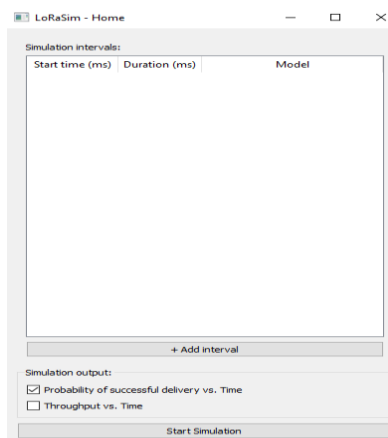 LoRaSim - Home
Simulation intervals:
Start time (ms) Duration (ms) Model
+ Add interval
Simulation output:
Probability of successful delivery vs. Time
Throughput vs. Time
Start Simulation